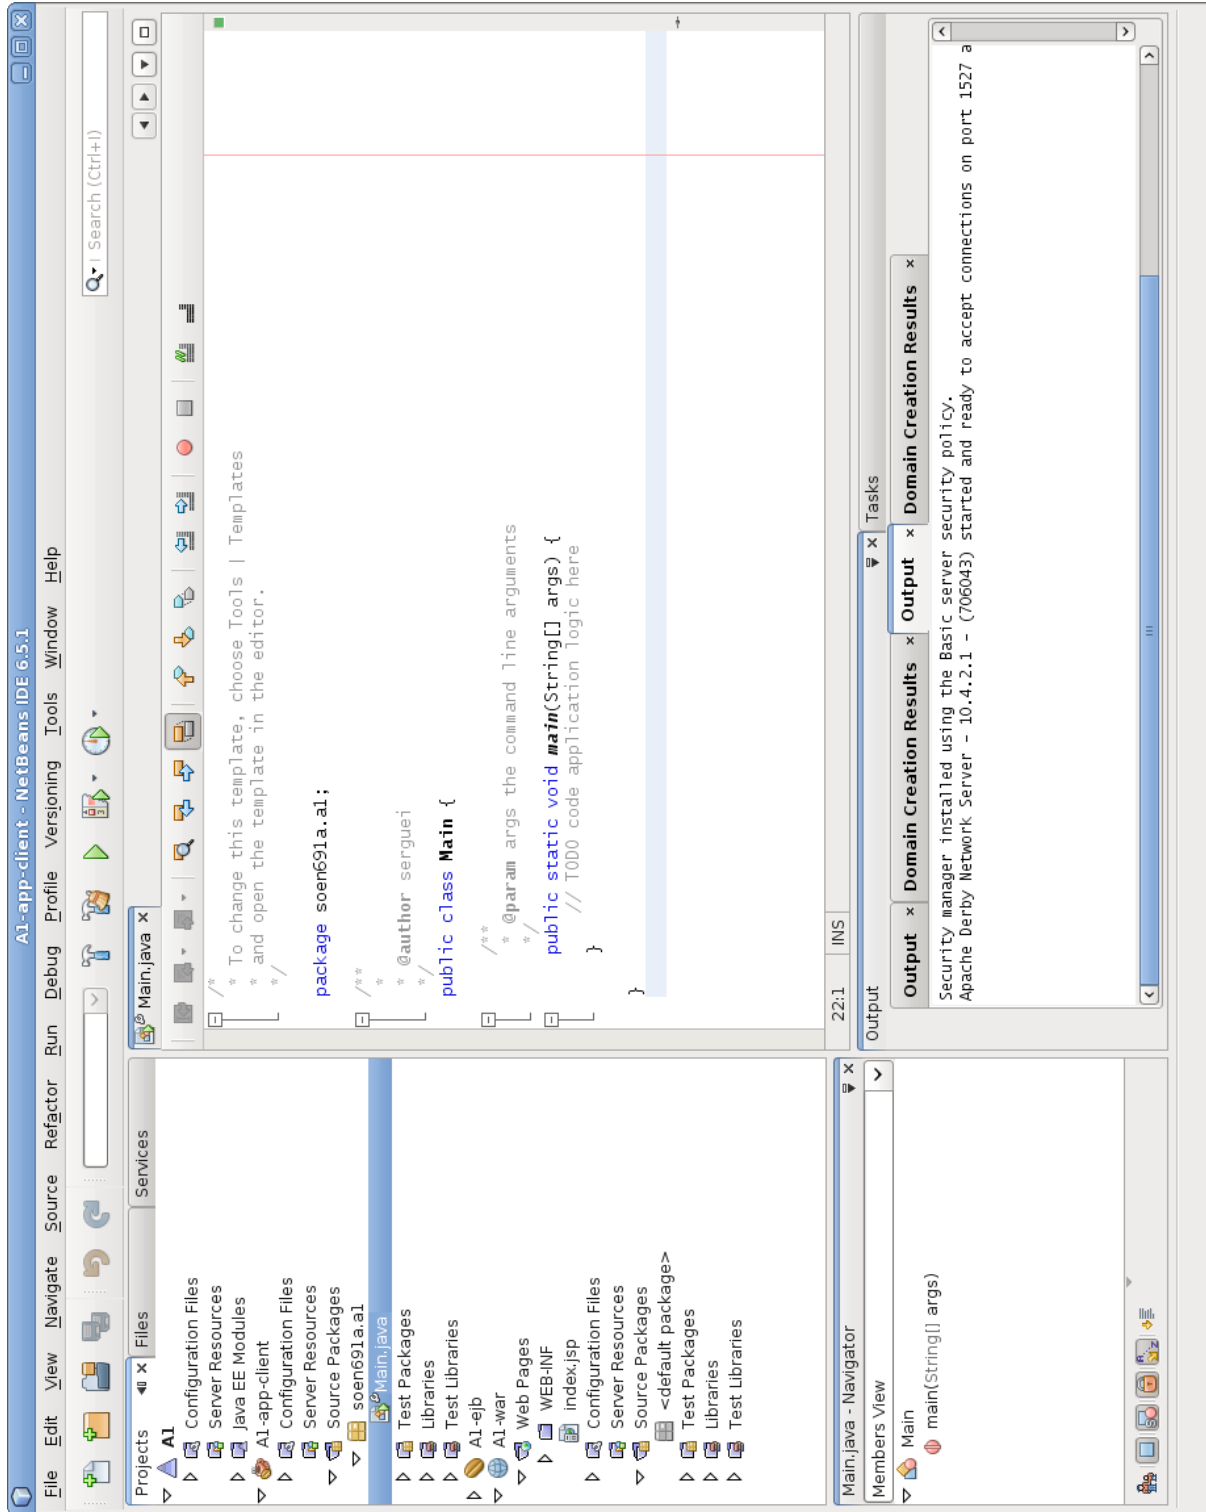 A1-app-client - NetBeans IDE 6.5.1
File Edit View Navigate Source Refactor Run Debug Profile Versioning Tools Window Help
Search (Ctrl+I)
Projects Files Services
A1
Configuration Files
Server Resources
Java EE Modules
A1-app-client
Configuration Files
Server Resources
Source Packages
soen691a.a1
Main.java
Test Packages
Libraries
Test Libraries
A1-ejb
A1-war
Web Pages
WEB-INF
index.jsp
Configuration Files
Server Resources
Source Packages
<default package>
Test Packages
Libraries
Test Libraries
Main.java - Navigator
Members View
Main
main(String[] args)
Main.java
/*
* To change this template, choose Tools | Templates
* and open the template in the editor.
*/
package soen691a.a1;
/**
*
* @author serguei
*/
public class Main {
/**
* @param args the command line arguments
*/
public static void main(String[] args) {
// TODO code application logic here
}
}
22:1 INS
Output Tasks
Output Domain Creation Results Output Domain Creation Results
Security manager installed using the Basic server security policy.
Apache Derby Network Server - 10.4.2.1 - (706043) started and ready to accept connections on port 1527 a